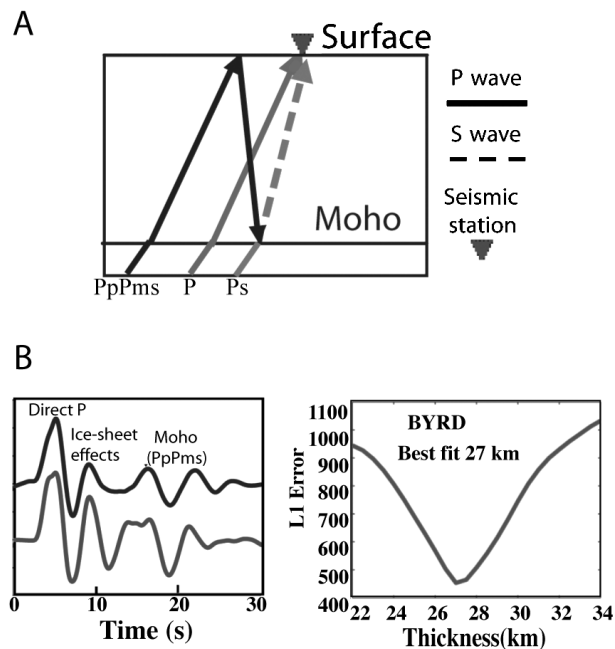 A
Surface
P wave
S wave
Moho
Seismic
station
PpPms
P
Ps
B
Direct P
Ice-sheet
effects
Moho
(PpPms)
0
10
20
30
Time (s)
L1 Error
1100
1000
900
800
700
600
500
400
BYRD
Best fit 27 km
22
24
26
28
30
32
34
Thickness(km)